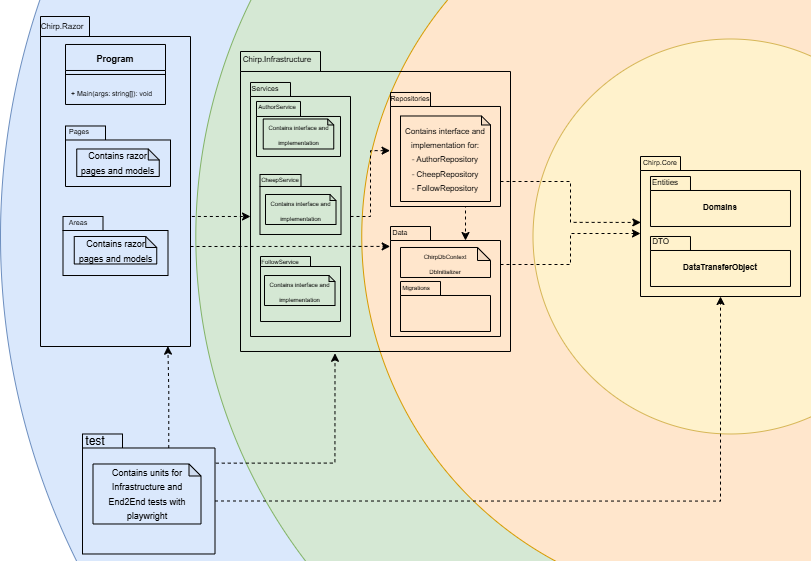 Chirp.Razor
Program
+ Main(args: string[]): void
Pages
Contains razor
pages and models
Areas
Contains razor
pages and models
Chirp.Infrastructure
Services
AuthorService
Contains interface and
implementation
CheepService
Contains interface and
implementation
FollowService
Contains interface and
implementation
Repositories
Contains interface and
implementation for:
- AuthorRepository
- CheepRepository
- FollowRepository
Data
ChirpDbContext
DbInitializer
Migrations
Chirp.Core
Entities
Domains
DTO
DataTransferObject
test
Contains units for
Infrastructure and
End2End tests with
playwright